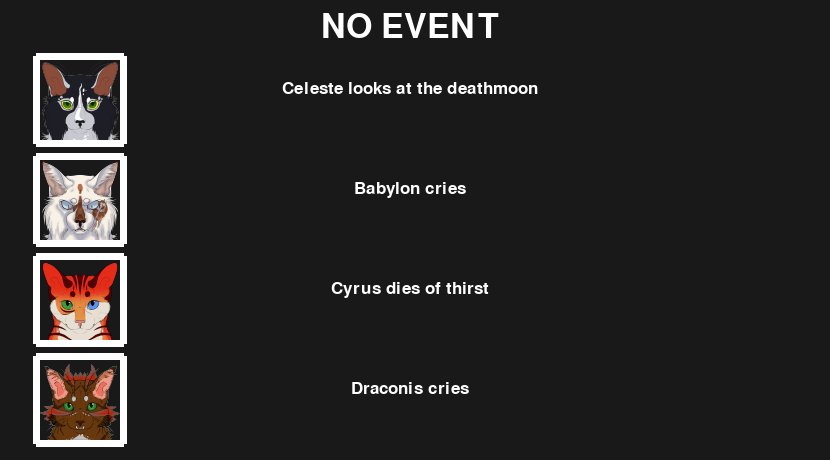 NO EVENT
Celeste looks at the deathmoon
Babylon cries
Cyrus dies of thirst
Draconis cries